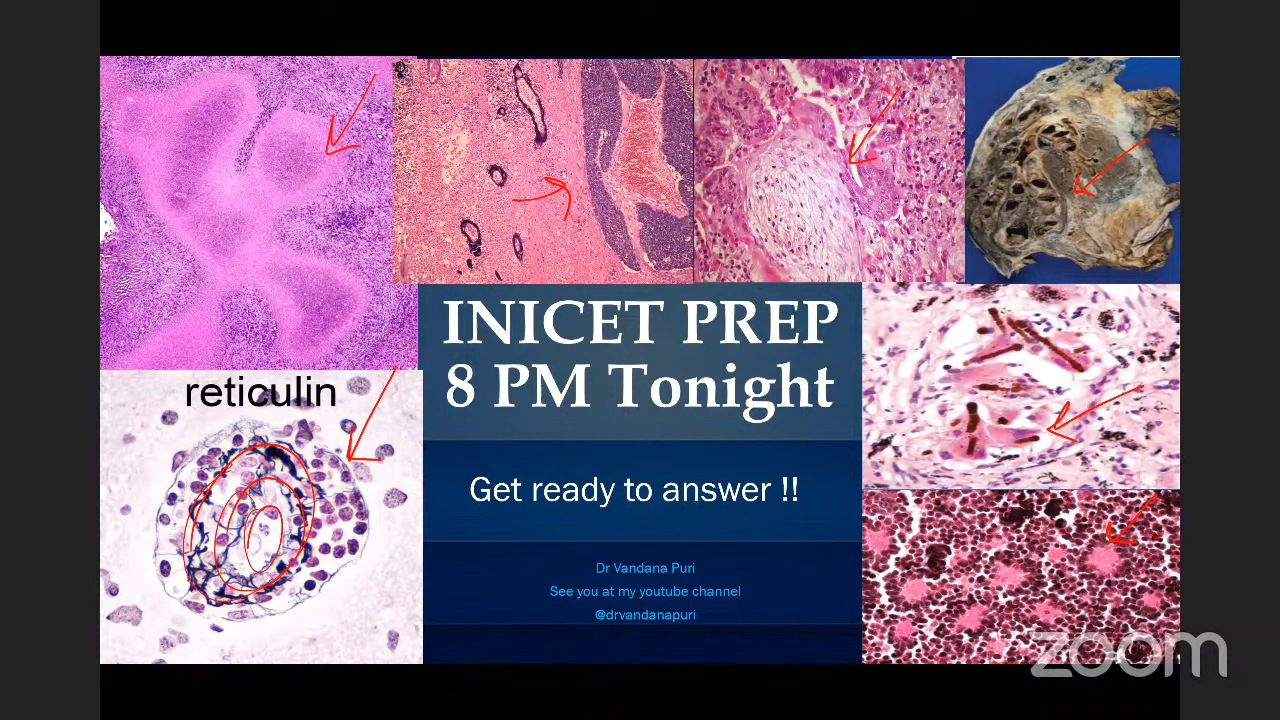 reticulin
INICET PREP
8 PM Tonight
Get ready to answer !!
Dr Vandana Puri
See you at my youtube channel
@drvandanapuri
zoom